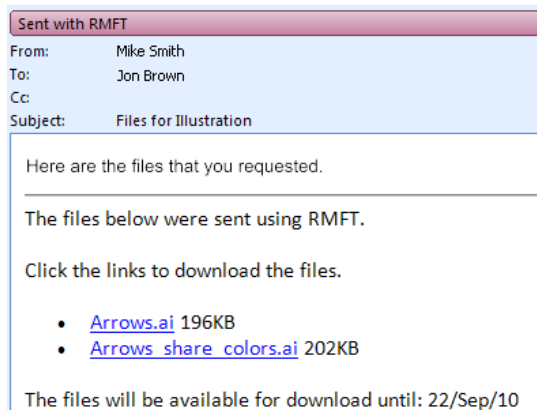 Sent with RMFT
From: Mike Smith
To: Jon Brown
Cc:
Subject: Files for Illustration
Here are the files that you requested.
The files below were sent using RMFT.
Click the links to download the files.
• Arrows.ai 196KB
• Arrows_share_colors.ai 202KB
The files will be available for download until: 22/Sep/10